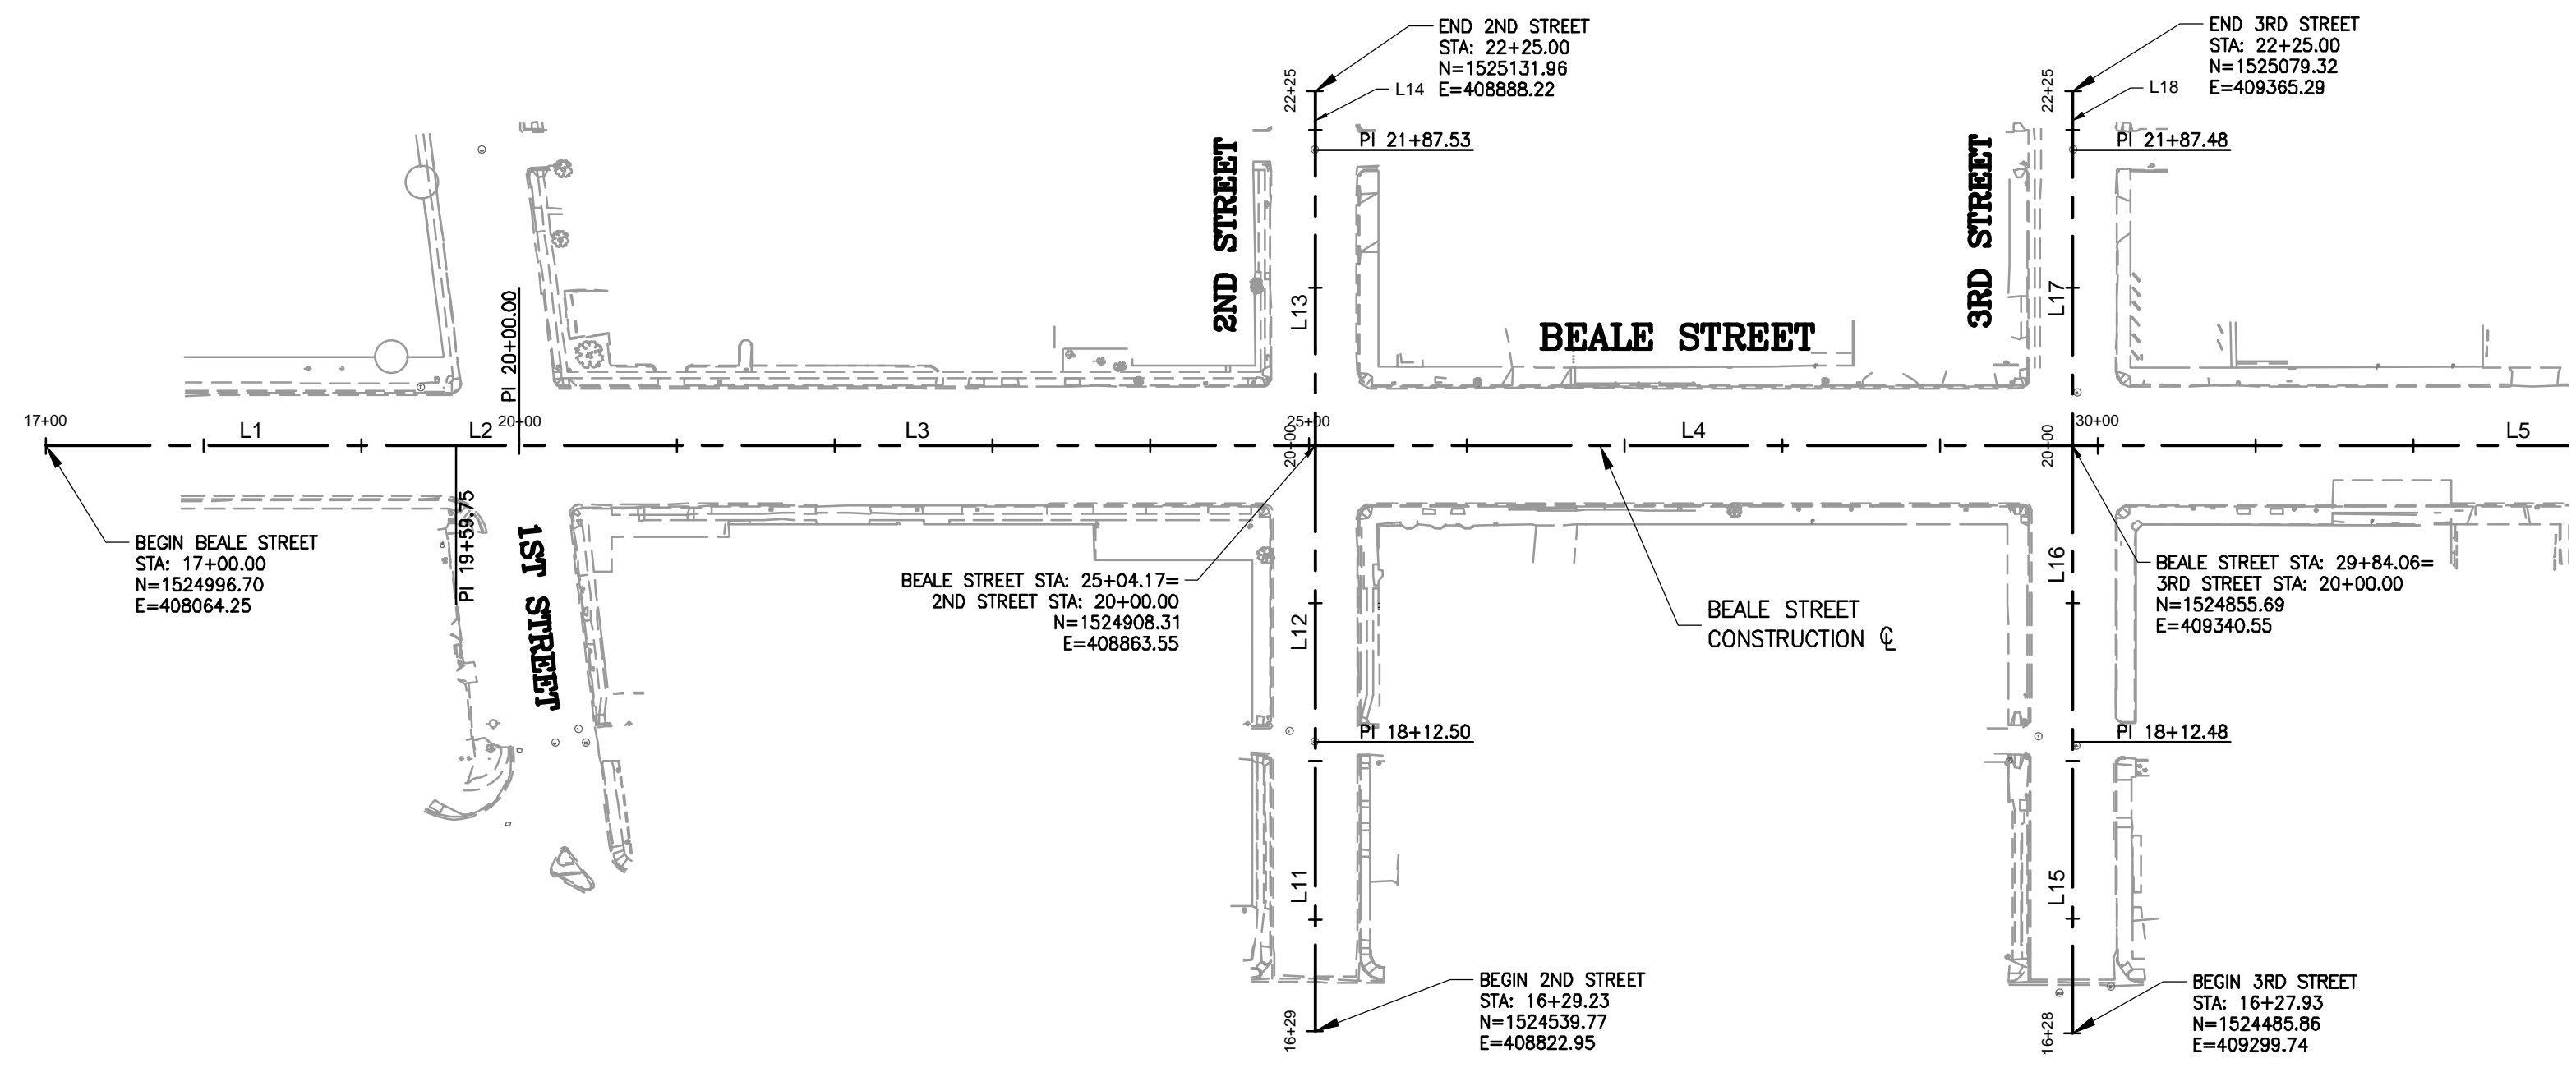 END 2ND STREET
STA: 22+25.00
N=1525131.96
E=408888.22
END 3RD STREET
STA: 22+25.00
N=1525079.32
E=409365.29
22+25
L14
22+25
L18
PI 21+87.53
PI 21+87.48
2ND STREET
3RD STREET
L13
L17
PI 20+00.00
BEALE STREET
17+00
L1
L2
20+00
L3
25+00
20+00
L4
20+00
30+00
L5
PI 19+59.75
1ST STREET
BEGIN BEALE STREET
STA: 17+00.00
N=1524996.70
E=408064.25
BEALE STREET STA: 25+04.17=
2ND STREET STA: 20+00.00
N=1524908.31
E=408863.55
L12
BEALE STREET
CONSTRUCTION ℄
L16
BEALE STREET STA: 29+84.06=
3RD STREET STA: 20+00.00
N=1524855.69
E=409340.55
PI 18+12.50
PI 18+12.48
L11
L15
16+29
BEGIN 2ND STREET
STA: 16+29.23
N=1524539.77
E=408822.95
16+28
BEGIN 3RD STREET
STA: 16+27.93
N=1524485.86
E=409299.74